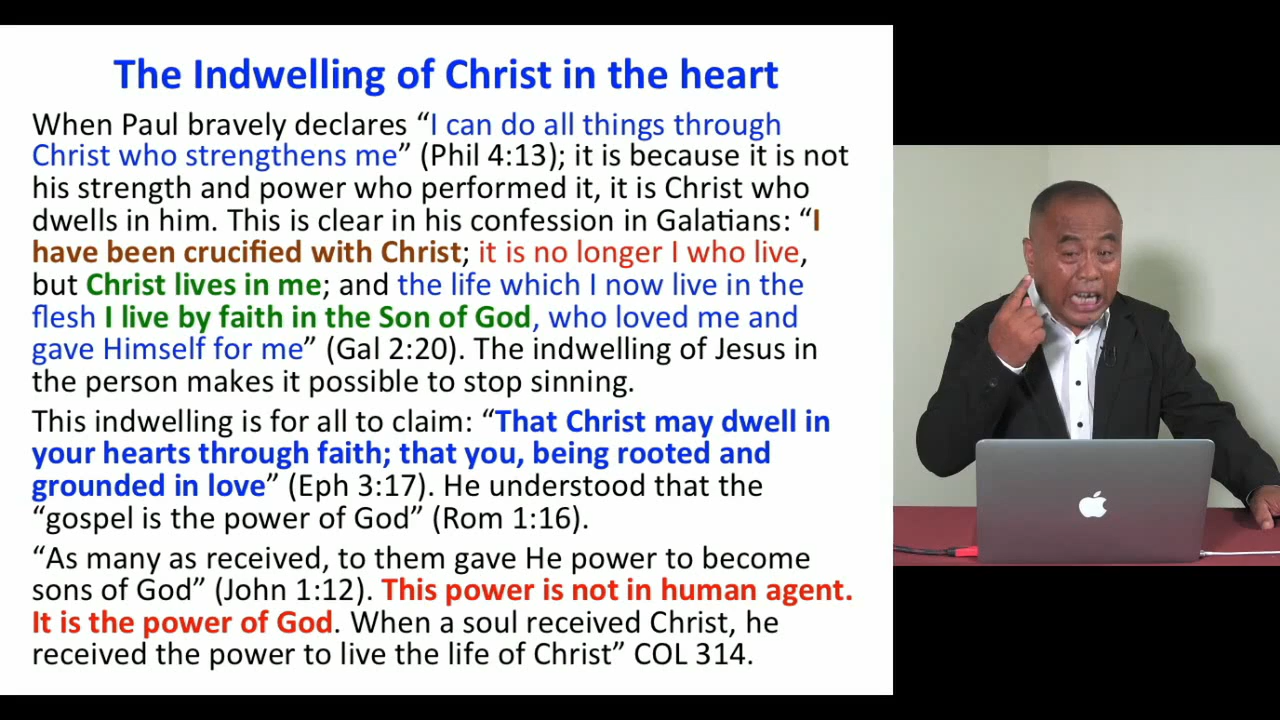 The Indwelling of Christ in the heart
When Paul bravely declares “I can do all things through
Christ who strengthens me” (Phil 4:13); it is because it is not
his strength and power who performed it, it is Christ who
dwells in him. This is clear in his confession in Galatians: “I
have been crucified with Christ; it is no longer I who live,
but Christ lives in me; and the life which I now live in the
flesh I live by faith in the Son of God, who loved me and
gave Himself for me” (Gal 2:20). The indwelling of Jesus in
the person makes it possible to stop sinning.
This indwelling is for all to claim: “That Christ may dwell in
your hearts through faith; that you, being rooted and
grounded in love” (Eph 3:17). He understood that the
“gospel is the power of God” (Rom 1:16).
“As many as received, to them gave He power to become
sons of God” (John 1:12). This power is not in human agent.
It is the power of God. When a soul received Christ, he
received the power to live the life of Christ” COL 314.